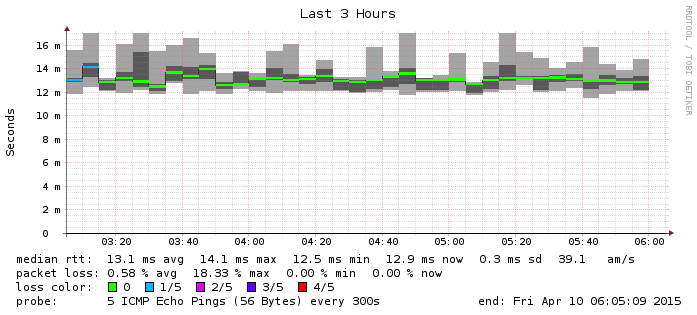 Last 3 Hours
RRDTOOL / TOBI OETIKER
Seconds
16 m
14 m
12 m
10 m
8 m
6 m
4 m
2 m
0
03:20 03:40 04:00 04:20 04:40 05:00 05:20 05:40 06:00
median rtt: 13.1 ms avg 14.1 ms max 12.5 ms min 12.9 ms now 0.3 ms sd 39.1 am/s
packet loss: 0.58 % avg 18.33 % max 0.00 % min 0.00 % now
loss color: 0 1/5 2/5 3/5 4/5
probe: 5 ICMP Echo Pings (56 Bytes) every 300s end: Fri Apr 10 06:05:09 2015